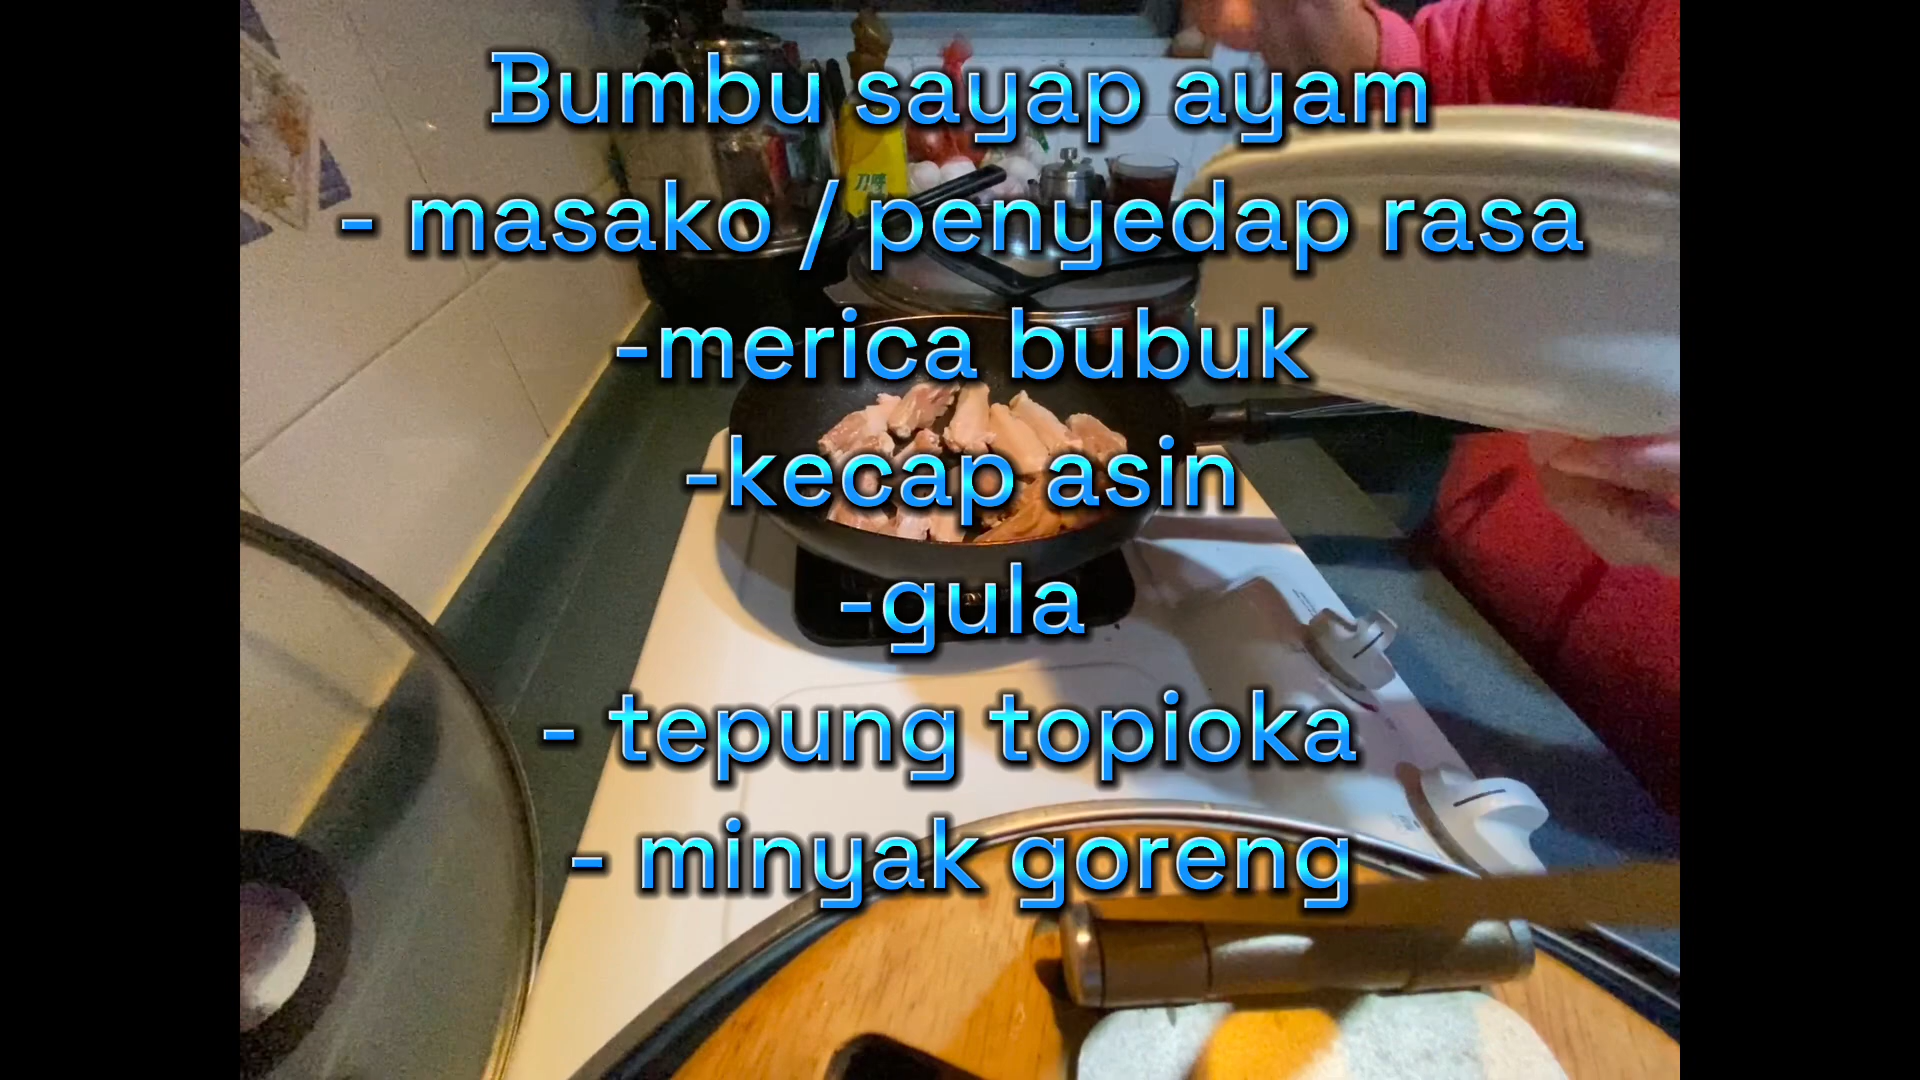 Bumbu sayap ayam
- masako / penyedap rasa
-merica bubuk
-kecap asin
-gula
- tepung topioka
- minyak goreng